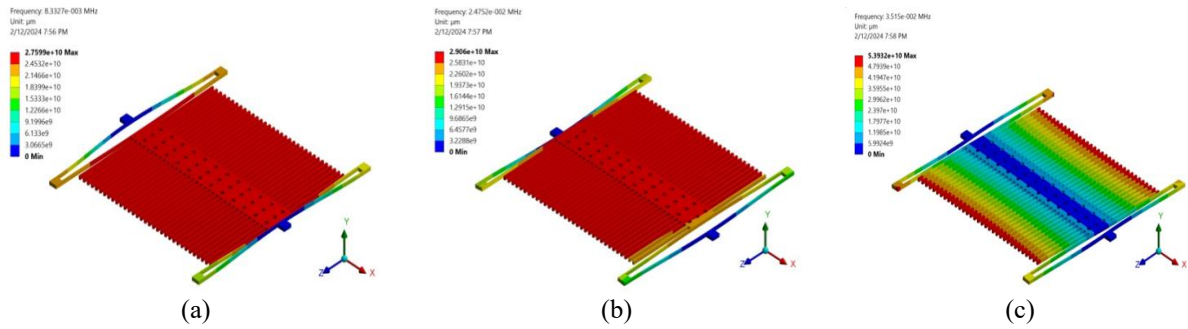 Frequency: 8.3327e-003 MHz
Unit: µm
2/12/2024 7:56 PM
2.7599e+10 Max
2.4532e+10
2.1466e+10
1.8399e+10
1.5333e+10
1.2266e+10
9.1996e9
6.133e9
3.0665e9
0 Min
Y
Z
X
(a)
Frequency: 2.4752e-002 MHz
Unit: µm
2/12/2024 7:57 PM
2.906e+10 Max
2.5831e+10
2.2602e+10
1.9373e+10
1.6144e+10
1.2915e+10
9.6865e9
6.4577e9
3.2288e9
0 Min
Y
Z
X
(b)
Frequency: 3.515e-002 MHz
Unit: µm
2/12/2024 7:58 PM
5.3932e+10 Max
4.7939e+10
4.1947e+10
3.5955e+10
2.9962e+10
2.397e+10
1.7977e+10
1.1985e+10
5.9924e9
0 Min
Y
Z
X
(c)